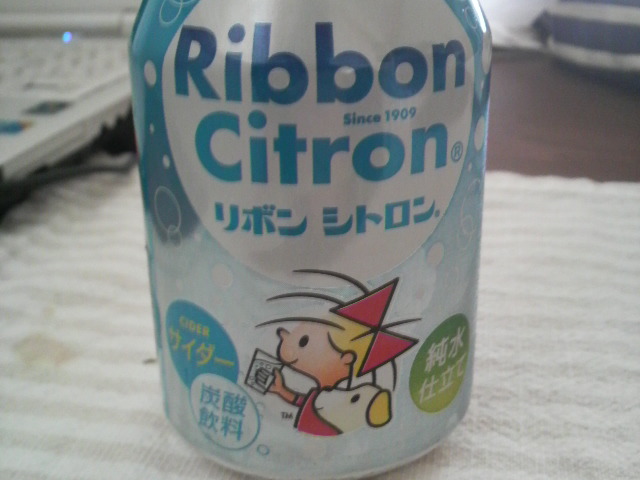 Ribbon
Since 1909
Citron®
リボン シトロン®
CIDER
サイダー
炭酸
飲料
純水
仕立て
TM